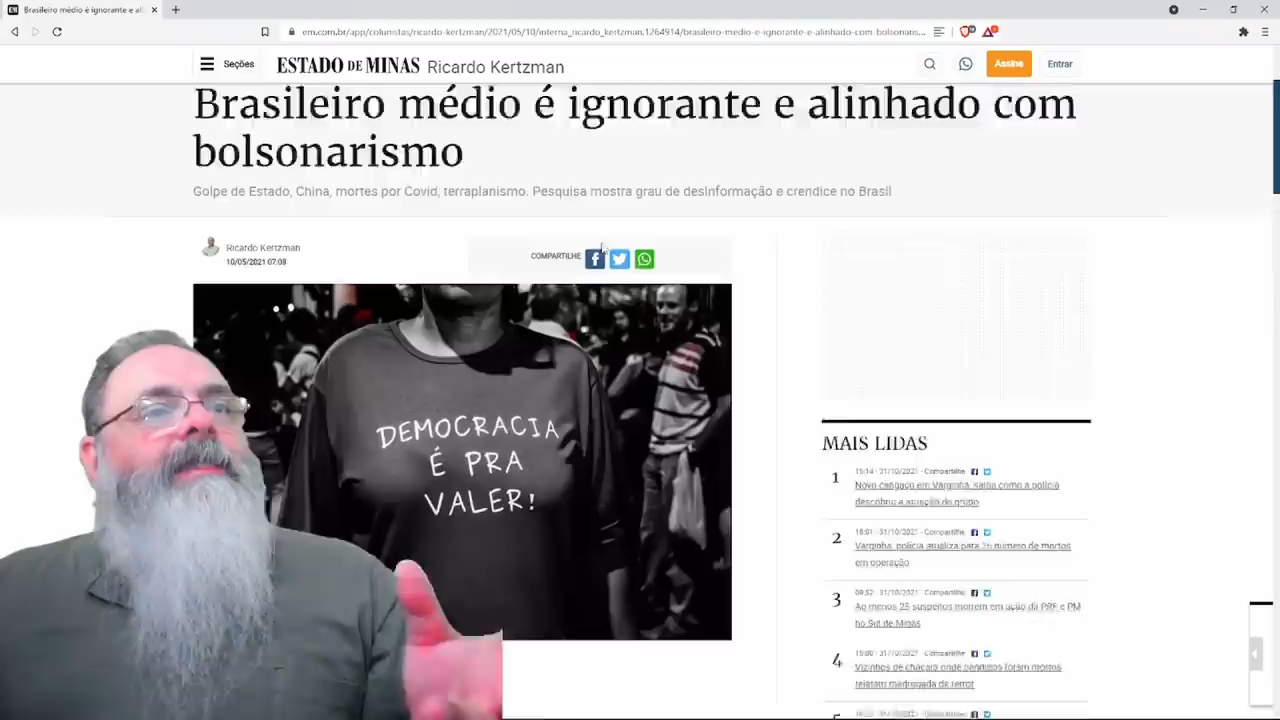 Brasileiro médio é ignorante e al
em.com.br/app/colunistas/ricardo-kertzman/2021/05/10/interna_ricardo_kertzman,1264914/brasileiro-medio-e-ignorante-e-alinhado-com-bolsonaris...
Seções
ESTADO DE MINAS Ricardo Kertzman
Assine
Entrar
Brasileiro médio é ignorante e alinhado com
bolsonarismo
Golpe de Estado, China, mortes por Covid, terraplanismo. Pesquisa mostra grau de desinformação e crendice no Brasil
Ricardo Kertzman
10/05/2021 07:08
COMPARTILHE
DEMOCRACIA
É PRA
VALER!
MAIS LIDAS
1
15:14 - 31/10/2021 - Compartilhe
Novo cangaço em Varginha: saiba como a polícia
descobriu a atuação do grupo
2
16:01 - 31/10/2021 - Compartilhe
Varginha: polícia atualiza para 26 número de mortos
em operação
3
09:52 - 31/10/2021 - Compartilhe
Ao menos 25 suspeitos morrem em ação da PRF e PM
no Sul de Minas
4
15:00 - 31/10/2021 - Compartilhe
Vizinhos de chácara onde bandidos foram mortos
relatam madrugada de terror